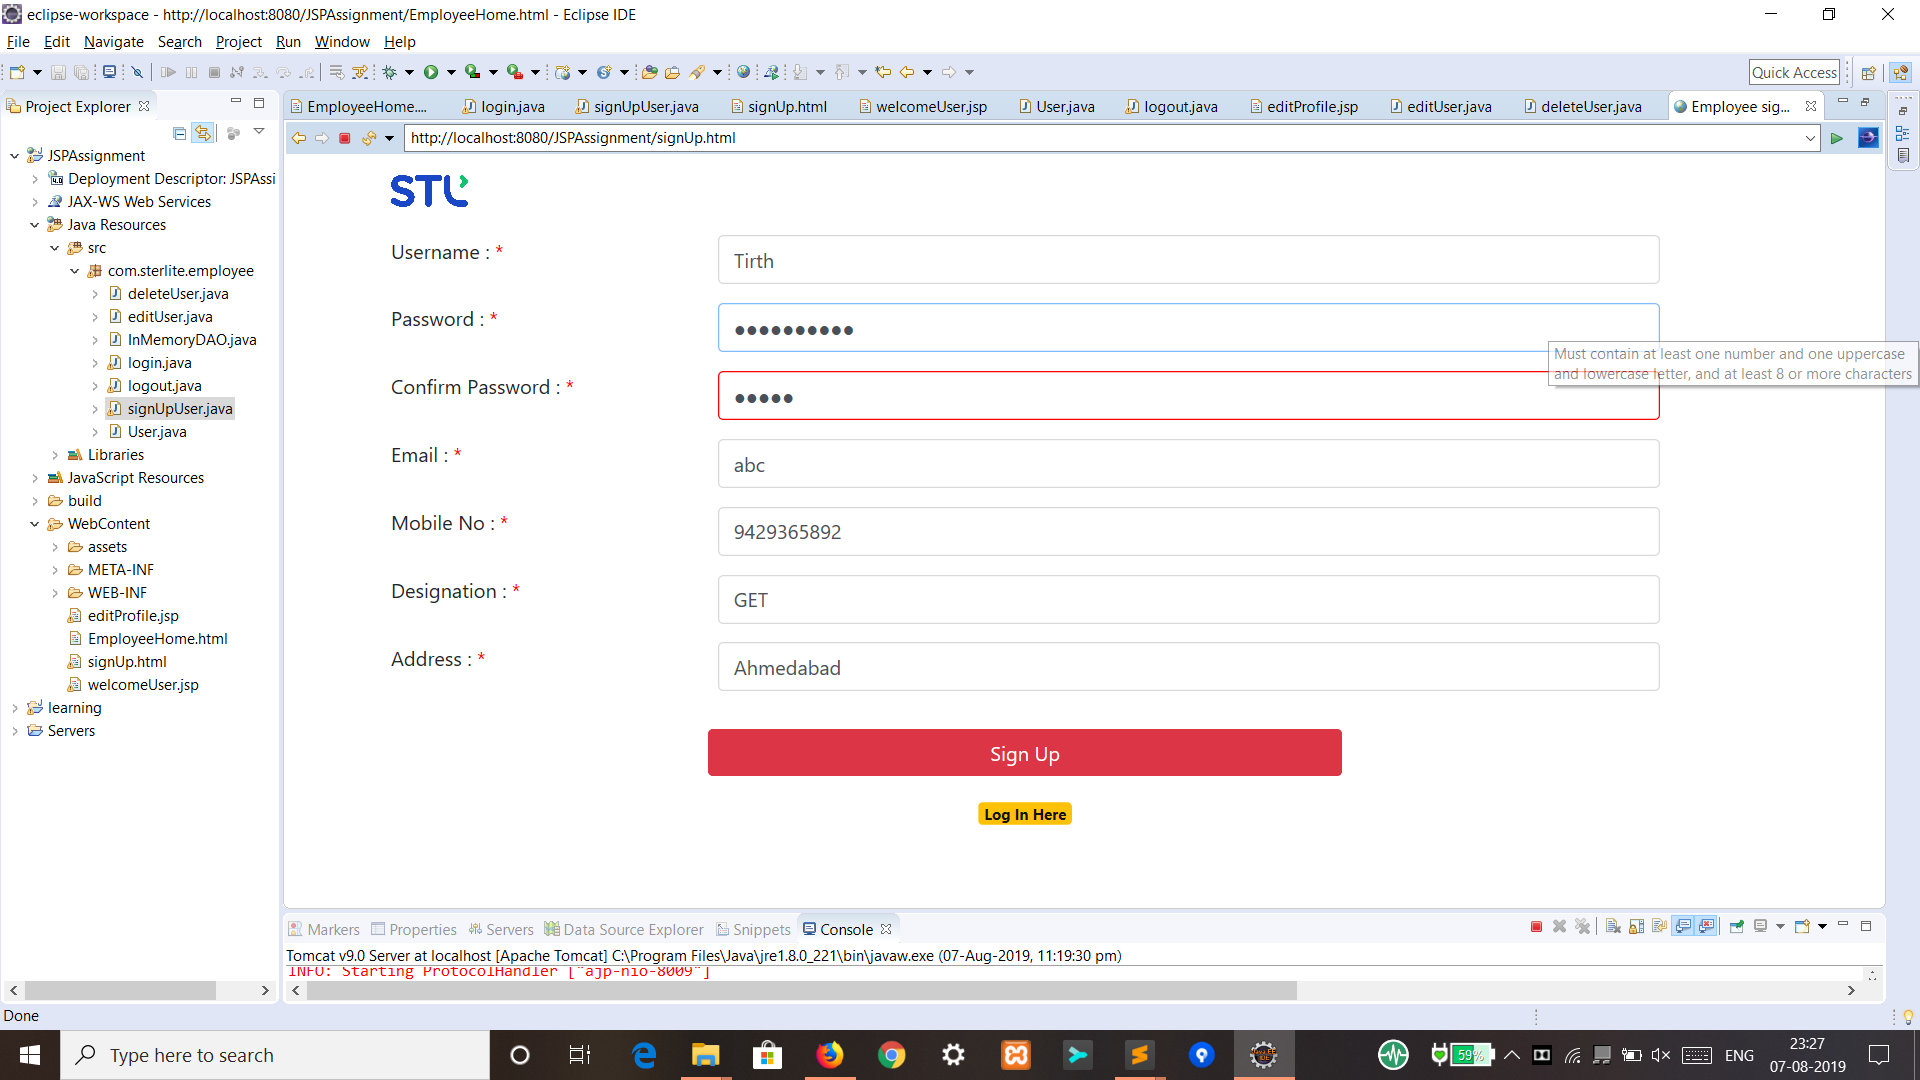 eclipse-workspace - http://localhost:8080/JSPAssignment/EmployeeHome.html - Eclipse IDE
File Edit Navigate Search Project Run Window Help
Quick Access
Project Explorer
EmployeeHome.... login.java signUpUser.java signUp.html welcomeUser.jsp User.java logout.java editProfile.jsp editUser.java deleteUser.java Employee sig...
http://localhost:8080/JSPAssignment/signUp.html
JSPAssignment
Deployment Descriptor: JSPAssi
JAX-WS Web Services
Java Resources
src
com.sterlite.employee
deleteUser.java
editUser.java
InMemoryDAO.java
login.java
logout.java
signUpUser.java
User.java
Libraries
JavaScript Resources
build
WebContent
assets
META-INF
WEB-INF
editProfile.jsp
EmployeeHome.html
signUp.html
welcomeUser.jsp
learning
Servers
STL
Username : *
Tirth
Password : *
●●●●●●●●●●
Must contain at least one number and one uppercase
and lowercase letter, and at least 8 or more characters
Confirm Password : *
●●●●●
Email : *
abc
Mobile No : *
9429365892
Designation : *
GET
Address : *
Ahmedabad
Sign Up
Log In Here
Markers Properties Servers Data Source Explorer Snippets Console
Tomcat v9.0 Server at localhost [Apache Tomcat] C:\Program Files\Java\jre1.8.0_221\bin\javaw.exe (07-Aug-2019, 11:19:30 pm)
INFO: Starting ProtocolHandler ["ajp-nio-8009"]
Done
Type here to search
59%
ENG
23:27
07-08-2019